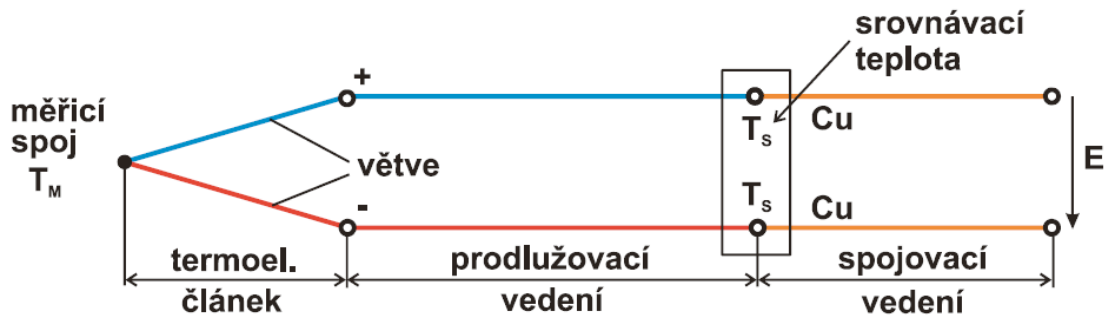 srovnávací
teplota
+
měřicí
spoj
T_M
větve
T_S
Cu
E
-
T_S
Cu
termoel.
článek
prodlužovací
vedení
spojovací
vedení